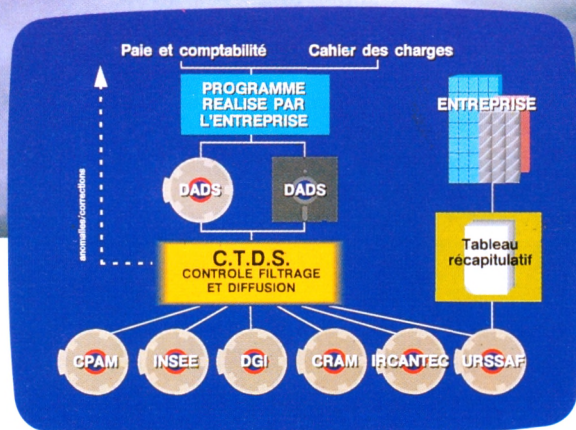 Paie et comptabilité
Cahier des charges
PROGRAMME
REALISE PAR
L'ENTREPRISE
ENTREPRISE
DADS
DADS
anomalies/corrections
C.T.D.S.
CONTROLE FILTRAGE
ET DIFFUSION
Tableau
récapitulatif
CPAM
INSEE
DGI
CRAM
IRCANTEC
URSSAF